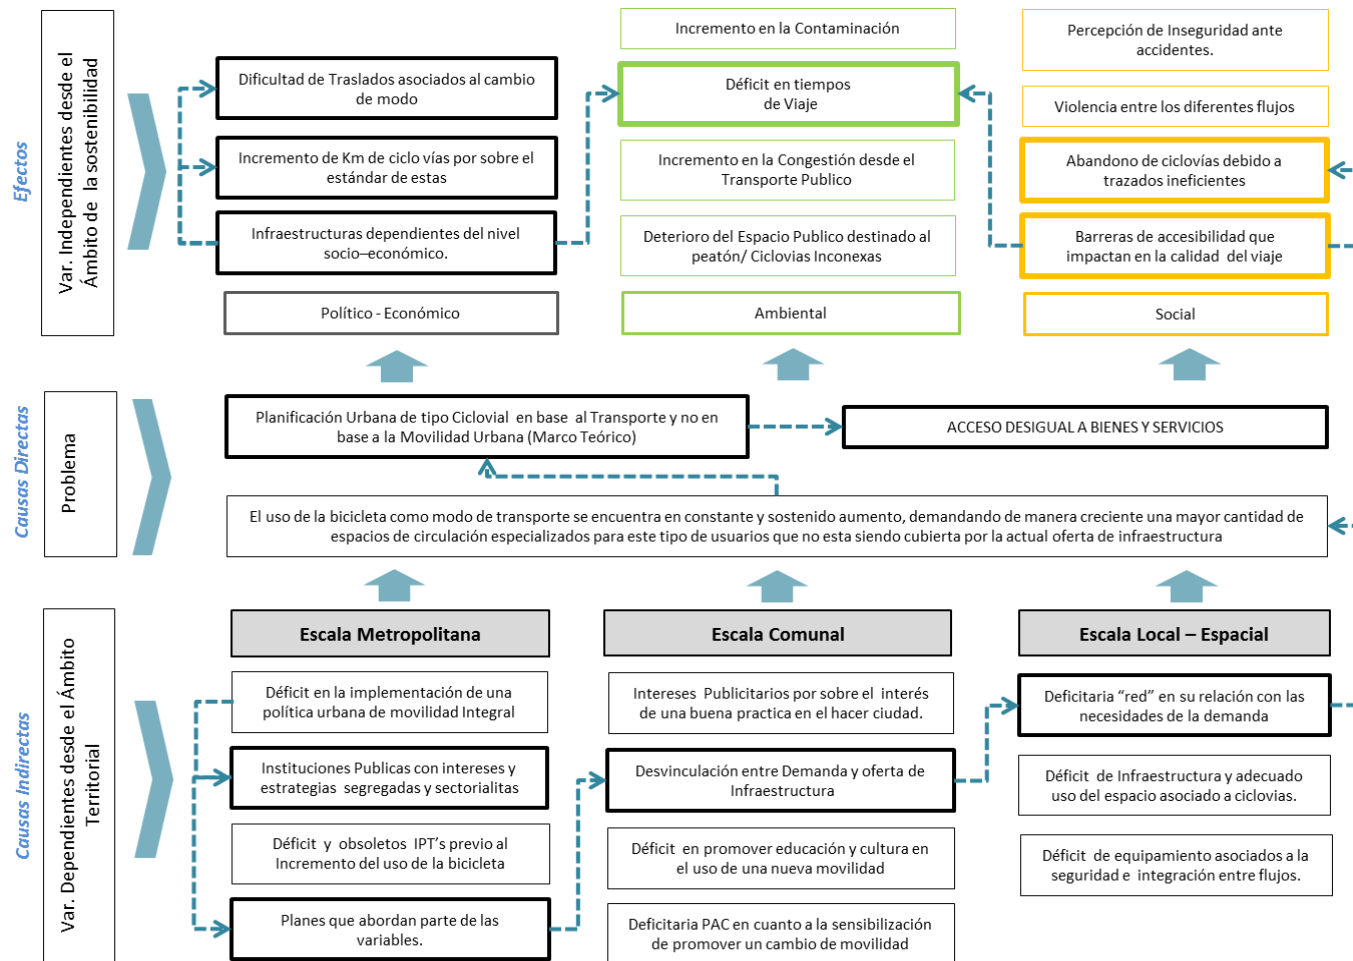 Efectos
Var. Independientes desde el
Ámbito de la sostenibilidad
Dificultad de Traslados asociados al cambio
de modo
Incremento de Km de ciclo vías por sobre el
estándar de estas
Infraestructuras dependientes del nivel
socio–económico.
Político - Económico
Incremento en la Contaminación
Déficit en tiempos
de Viaje
Incremento en la Congestión desde el
Transporte Publico
Deterioro del Espacio Publico destinado al
peatón/ Ciclovias Inconexas
Ambiental
Percepción de Inseguridad ante
accidentes.
Violencia entre los diferentes flujos
Abandono de ciclovías debido a
trazados ineficientes
Barreras de accesibilidad que
impactan en la calidad del viaje
Social
Causas Directas
Problema
Planificación Urbana de tipo Ciclovial en base al Transporte y no en
base a la Movilidad Urbana (Marco Teórico)
ACCESO DESIGUAL A BIENES Y SERVICIOS
El uso de la bicicleta como modo de transporte se encuentra en constante y sostenido aumento, demandando de manera creciente una mayor cantidad de
espacios de circulación especializados para este tipo de usuarios que no esta siendo cubierta por la actual oferta de infraestructura
Causas Indirectas
Var. Dependientes desde el Ámbito
Territorial
Escala Metropolitana
Déficit en la implementación de una
política urbana de movilidad Integral
Instituciones Publicas con intereses y
estrategias segregadas y sectorialitas
Déficit y obsoletos IPT's previo al
Incremento del uso de la bicicleta
Planes que abordan parte de las
variables.
Escala Comunal
Intereses Publicitarios por sobre el interés
de una buena practica en el hacer ciudad.
Desvinculación entre Demanda y oferta de
Infraestructura
Déficit en promover educación y cultura en
el uso de una nueva movilidad
Deficitaria PAC en cuanto a la sensibilización
de promover un cambio de movilidad
Escala Local – Espacial
Deficitaria “red” en su relación con las
necesidades de la demanda
Déficit de Infraestructura y adecuado
uso del espacio asociado a ciclovias.
Déficit de equipamiento asociados a la
seguridad e integración entre flujos.